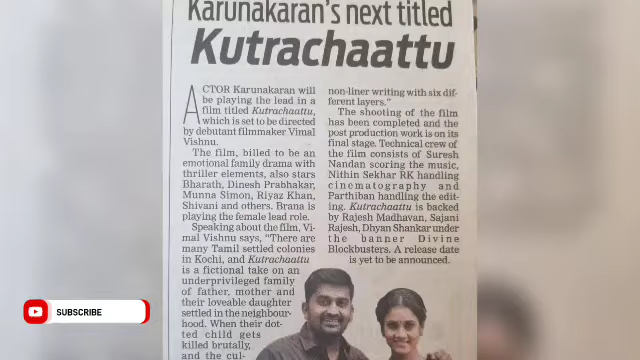 Karunakaran's next titled
Kutrachaattu
ACTOR Karunakaran will
be playing the lead in a
film titled Kutrachaattu,
which is set to be directed
by debutant filmmaker Vimal
Vishnu.
The film, billed to be an
emotional family drama with
thriller elements, also stars
Bharath, Dinesh Prabhakar,
Munna Simon, Riyaz Khan,
Shivani and others. Brana is
playing the female lead role.
Speaking about the film, Vi-
mal Vishnu says, “There are
many Tamil settled colonies
in Kochi, and Kutrachaattu
is a fictional take on an
underprivileged family
of father, mother and
their loveable daughter
settled in the neighbour-
hood. When their dot-
ted child gets
killed brutally,
and the cul-
non-liner writing with six dif-
ferent layers.”
The shooting of the film
has been completed and the
post production work is on its
final stage. Technical crew of
the film consists of Suresh
Nandan scoring the music,
Nithin Sekhar RK handling
cinematography and
Parthiban handling the edit-
ing. Kutrachaattu is backed
by Rajesh Madhavan, Sajani
Rajesh, Dhyan Shankar under
the banner Divine
Blockbusters. A release date
is yet to be announced.
SUBSCRIBE